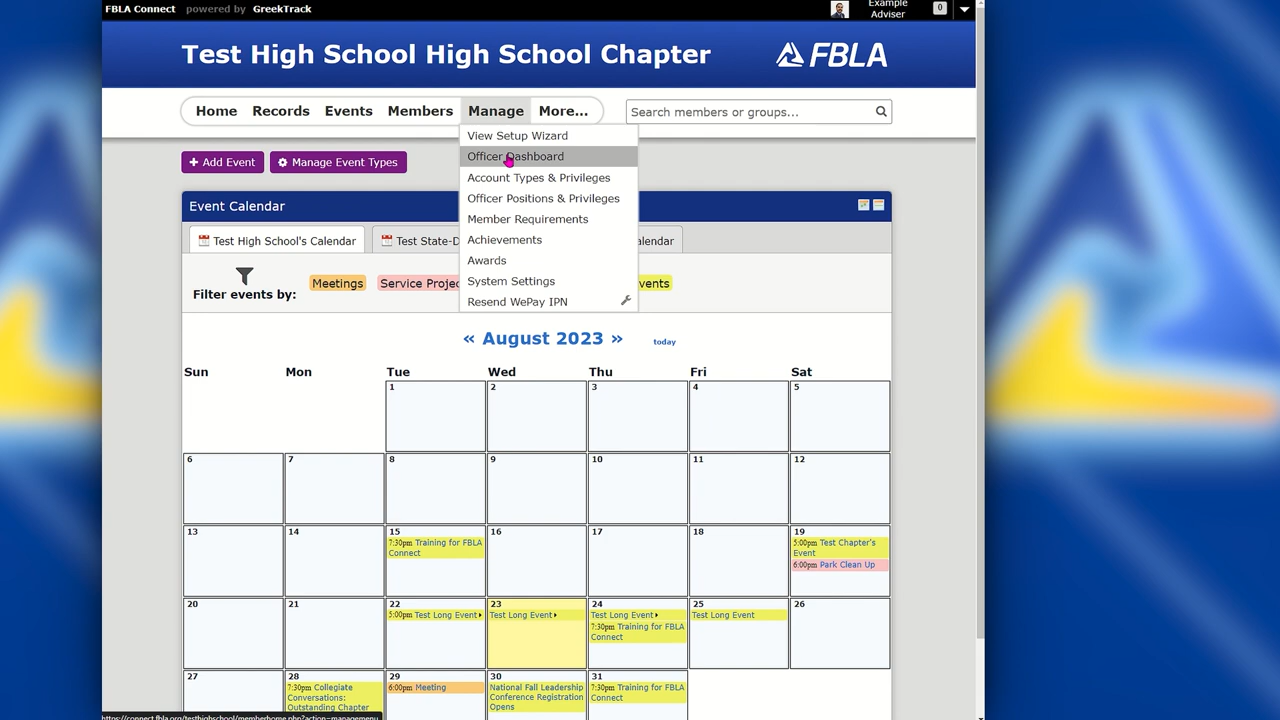 FBLA Connect powered by GreekTrack
Example Adviser
0
Test High School High School Chapter
FBLA
Home Records Events Members Manage More...
Search members or groups...
View Setup Wizard
Officer Dashboard
Account Types & Privileges
Officer Positions & Privileges
Member Requirements
Achievements
Awards
System Settings
Resend WePay IPN
+ Add Event
Manage Event Types
Event Calendar
Test High School's Calendar
Test State-D
alendar
Filter events by:
Meetings
Service Projec
vents
« August 2023 »
today
Sun Mon Tue Wed Thu Fri Sat
1 2 3 4 5
6 7 8 9 10 11 12
13 14 15 16 17 18 19
7:30pm Training for FBLA
Connect
5:00pm Test Chapter's
Event
6:00pm Park Clean Up
20 21 22 23 24 25 26
5:00pm Test Long Event
Test Long Event
Test Long Event
7:30pm Training for FBLA
Connect
Test Long Event
27 28 29 30 31
7:30pm Collegiate
Conversations:
Outstanding Chapter
6:00pm Meeting
National Fall Leadership
Conference Registration
Opens
7:30pm Training for FBLA
Connect